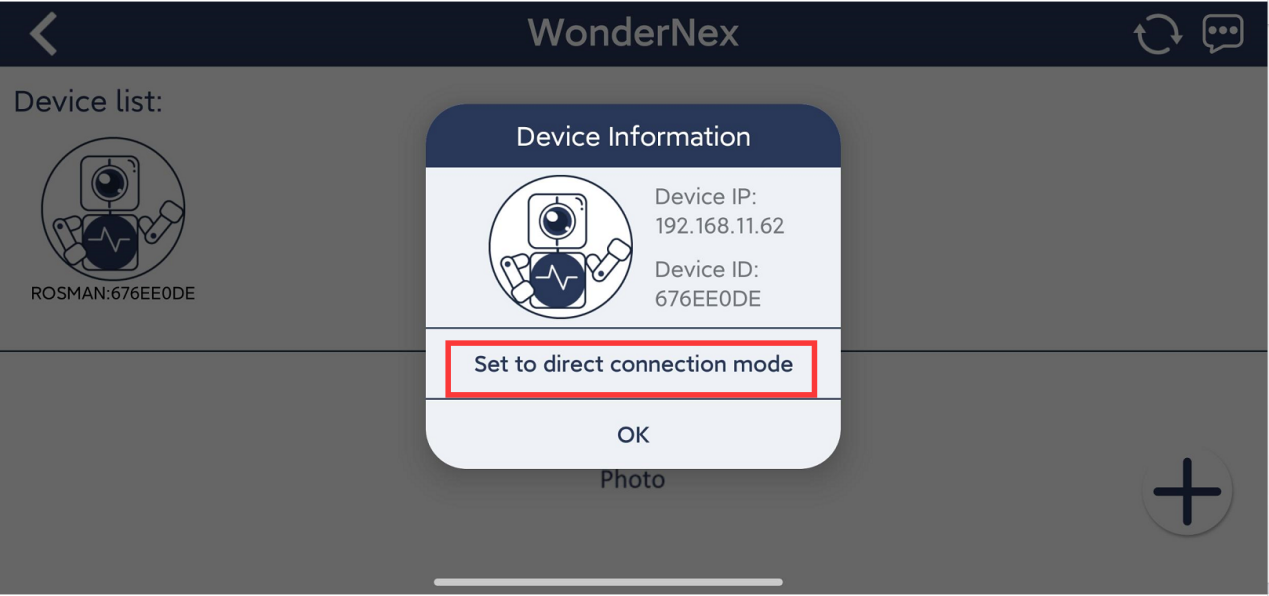 WonderNex
Device list:
ROSMAN:676EE0DE
Device Information
Device IP:
192.168.11.62
Device ID:
676EE0DE
Set to direct connection mode
OK
Photo